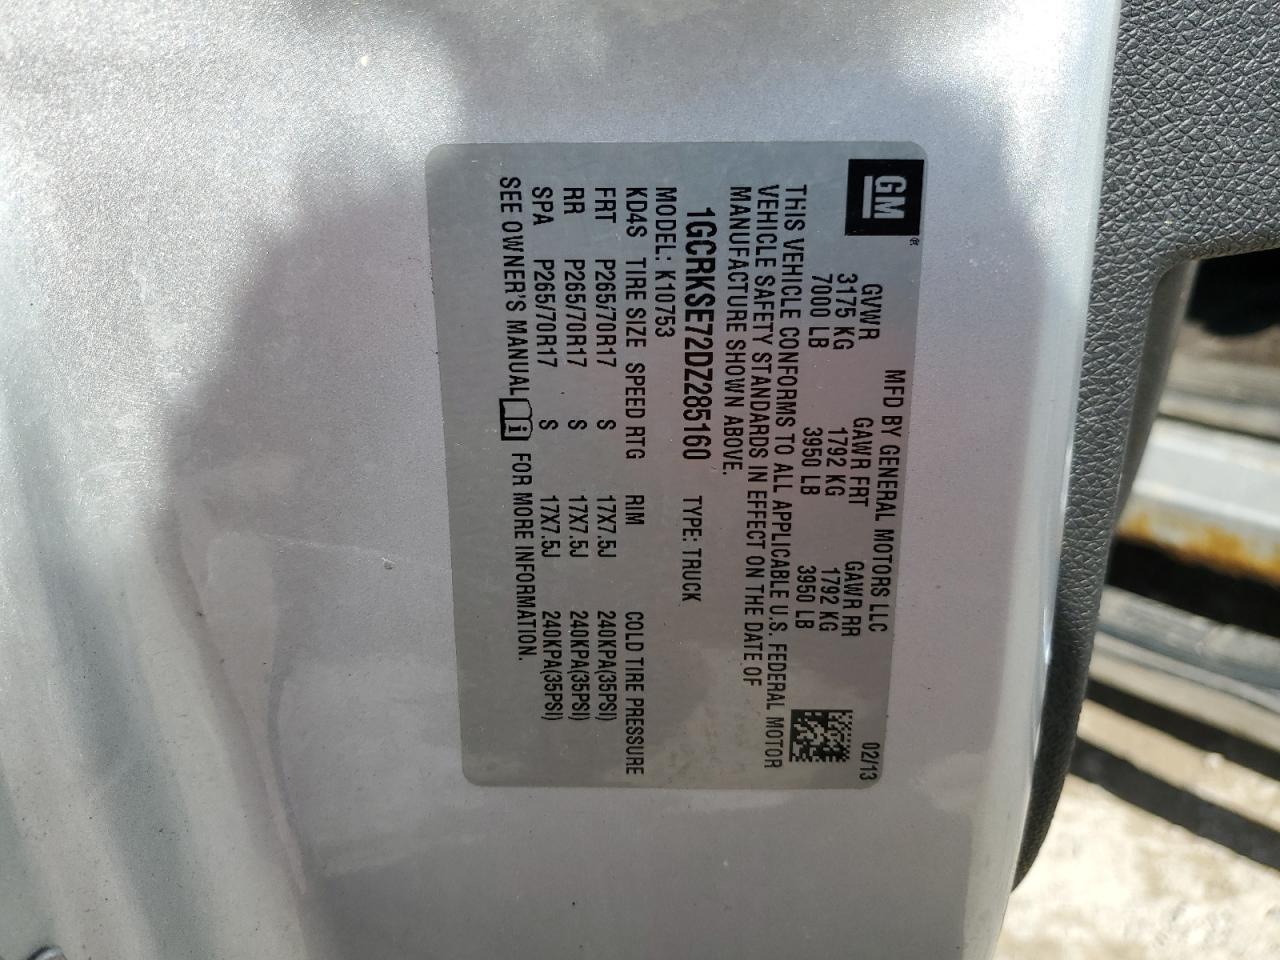 GM
MFD BY GENERAL MOTORS LLC 02/13
GVWR GAWR FRT GAWR RR
3175 KG 1792 KG 1792 KG
7000 LB 3950 LB 3950 LB
THIS VEHICLE CONFORMS TO ALL APPLICABLE U.S. FEDERAL MOTOR
VEHICLE SAFETY STANDARDS IN EFFECT ON THE DATE OF
MANUFACTURE SHOWN ABOVE.
1GCRKSE72DZ285160 TYPE: TRUCK
MODEL: K10753
KD4S TIRE SIZE SPEED RTG RIM COLD TIRE PRESSURE
FRT P265/70R17 S 17X7.5J 240KPA(35PSI)
RR P265/70R17 S 17X7.5J 240KPA(35PSI)
SPA P265/70R17 S 17X7.5J 240KPA(35PSI)
SEE OWNER'S MANUAL i FOR MORE INFORMATION.